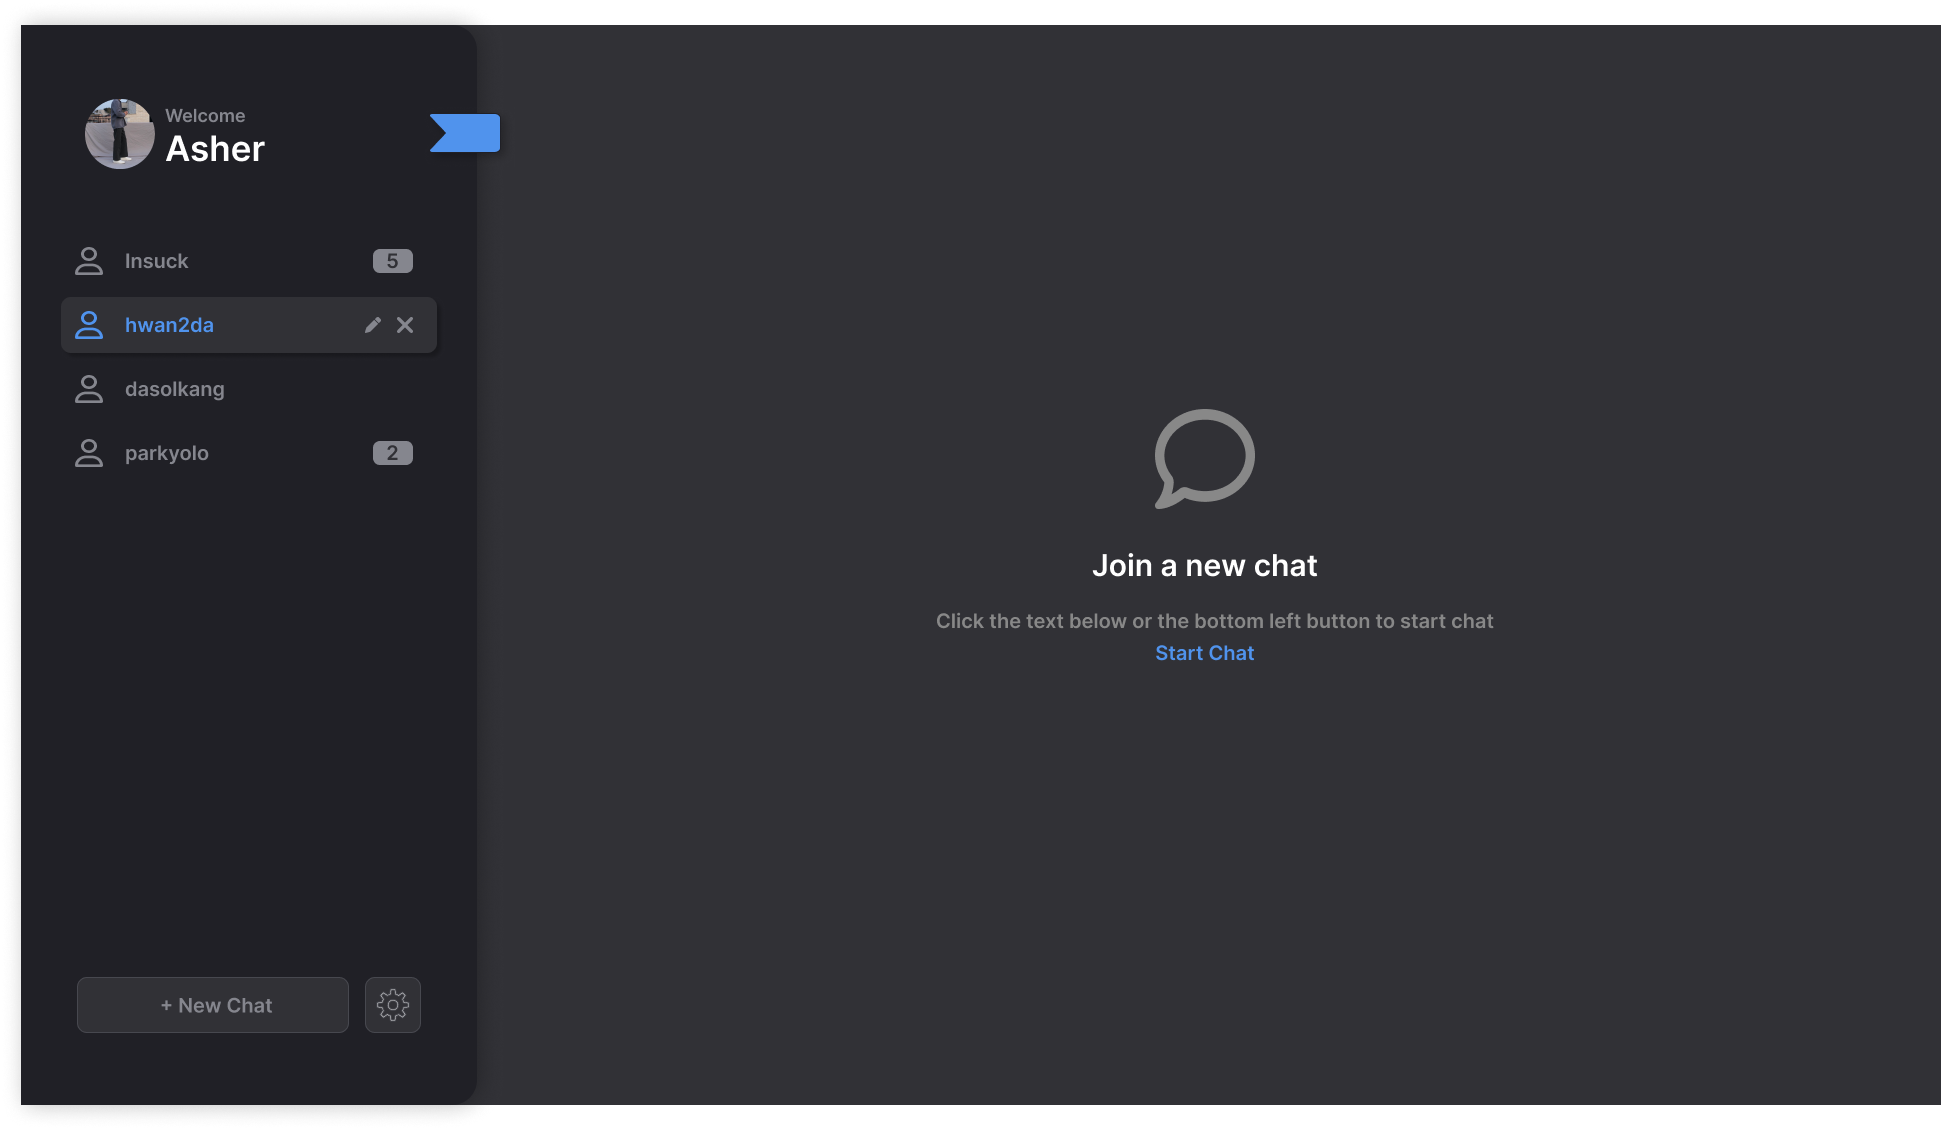 Welcome
Asher
Insuck 5
hwan2da
dasolkang
parkyolo 2
+ New Chat
Join a new chat
Click the text below or the bottom left button to start chat
Start Chat